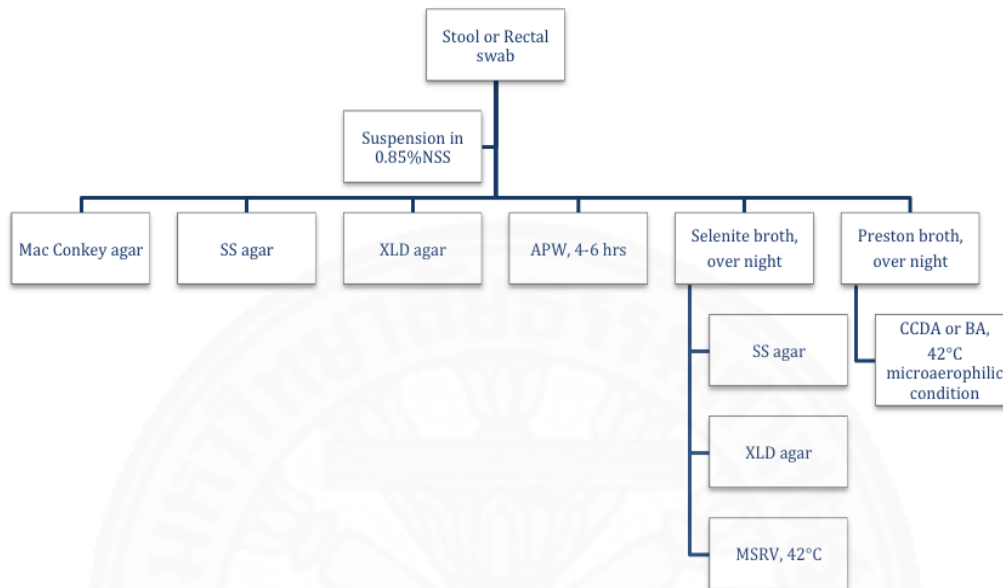 Stool or Rectal
swab
Suspension in
0.85%NSS
Mac Conkey agar
SS agar
XLD agar
APW, 4-6 hrs
Selenite broth,
over night
Preston broth,
over night
SS agar
XLD agar
MSRV, 42°C
CCDA or BA,
42°C
microaerophilic
condition